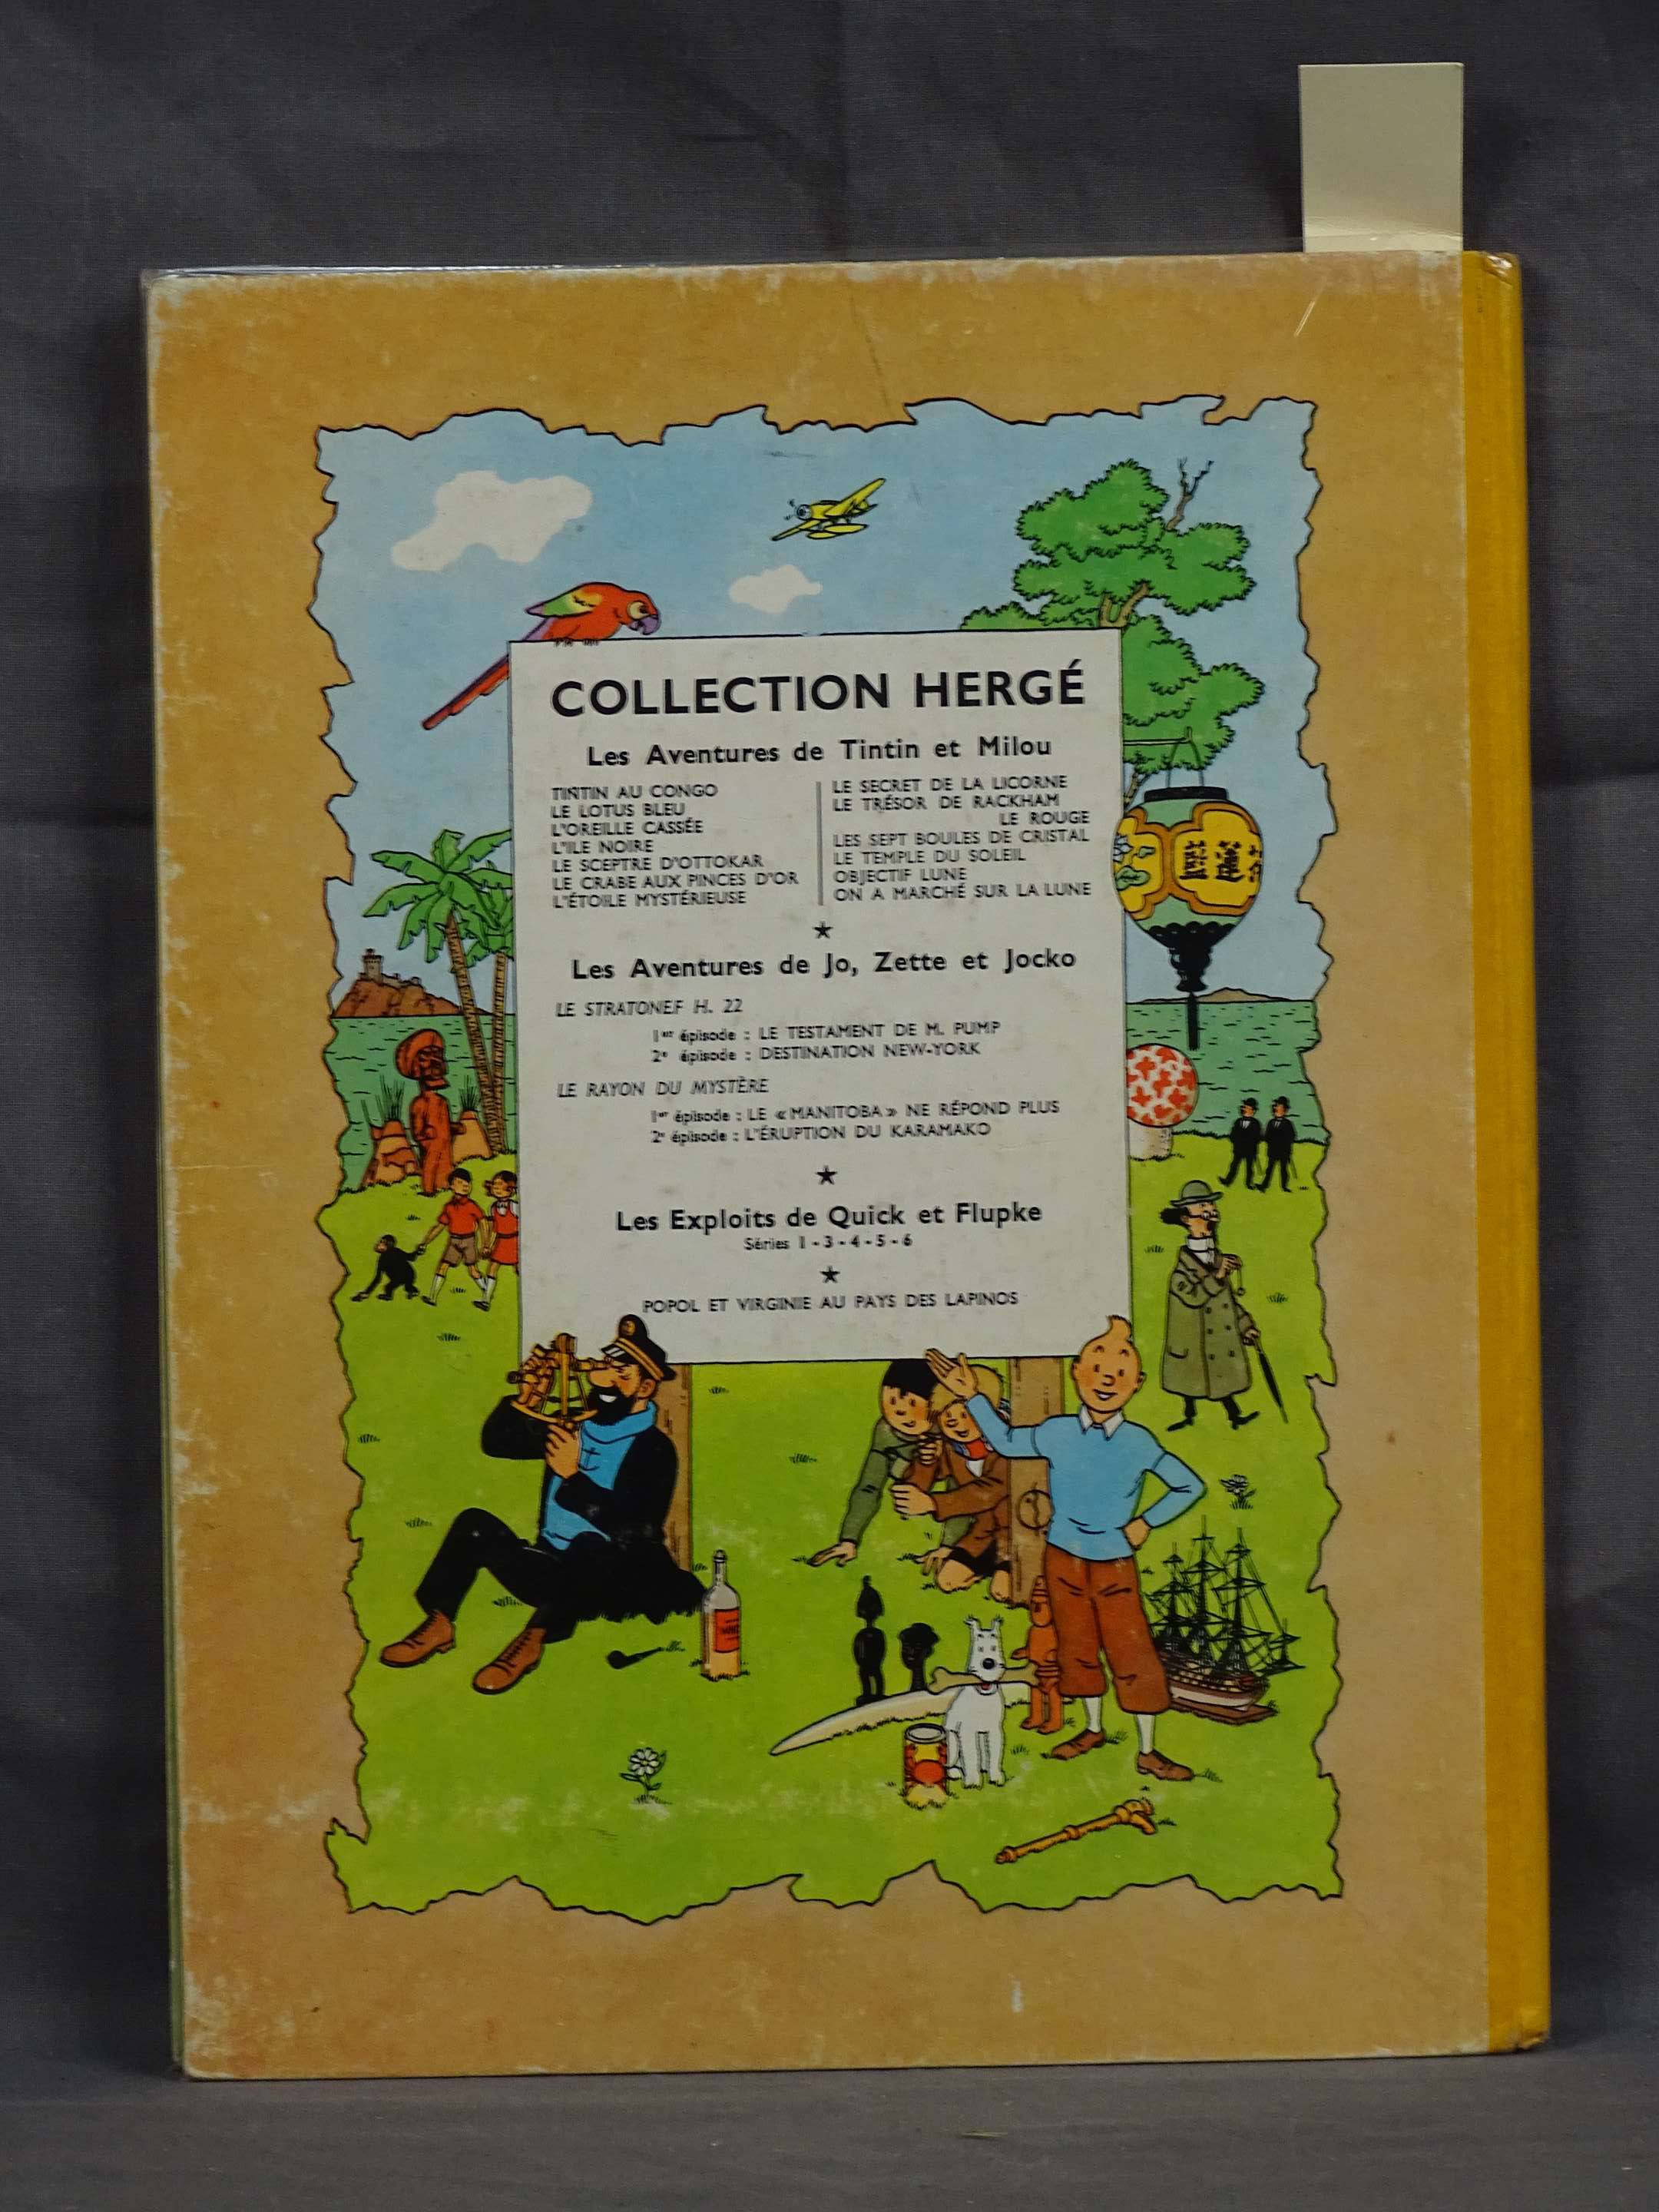 COLLECTION HERGÉ
Les Aventures de Tintin et Milou
TINTIN AU CONGO
LE LOTUS BLEU
L'OREILLE CASSÉE
L'ILE NOIRE
LE SCEPTRE D'OTTOKAR
LE CRABE AUX PINCES D'OR
L'ÉTOILE MYSTÉRIEUSE
LE SECRET DE LA LICORNE
LE TRÉSOR DE RACKHAM
LE ROUGE
LES SEPT BOULES DE CRISTAL
LE TEMPLE DU SOLEIL
OBJECTIF LUNE
ON A MARCHÉ SUR LA LUNE
★
Les Aventures de Jo, Zette et Jocko
LE STRATONEF H. 22
1er épisode : LE TESTAMENT DE M. PUMP
2e épisode : DESTINATION NEW-YORK
LE RAYON DU MYSTÈRE
1er épisode : LE « MANITOBA » NE RÉPOND PLUS
2e épisode : L'ÉRUPTION DU KARAMAKO
★
Les Exploits de Quick et Flupke
Séries 1 - 3 - 4 - 5 - 6
★
POPOL ET VIRGINIE AU PAYS DES LAPINOS